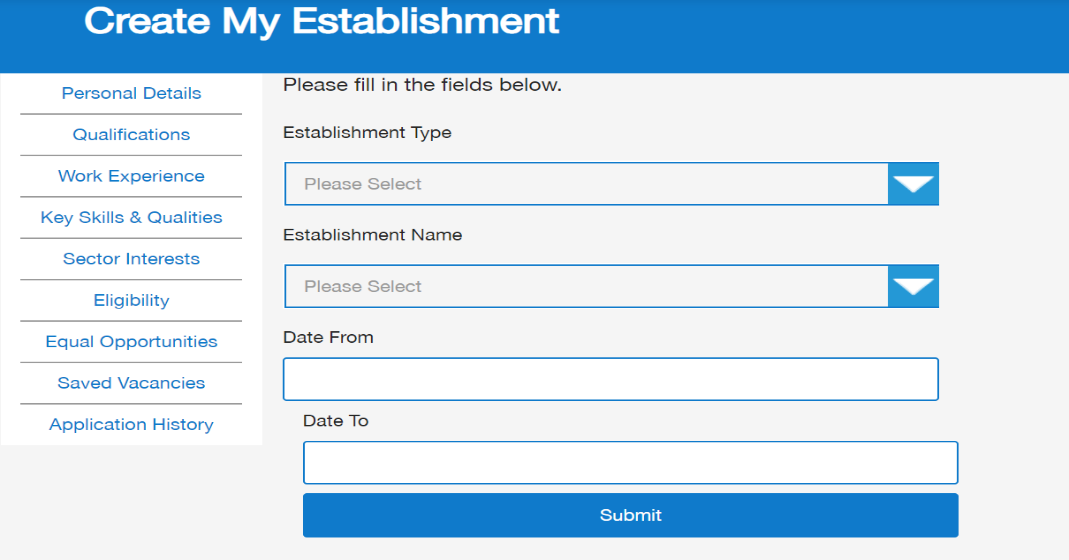 Create My Establishment
Personal Details
Qualifications
Work Experience
Key Skills & Qualities
Sector Interests
Eligibility
Equal Opportunities
Saved Vacancies
Application History
Please fill in the fields below.
Establishment Type
Please Select
Establishment Name
Please Select
Date From
Date To
Submit